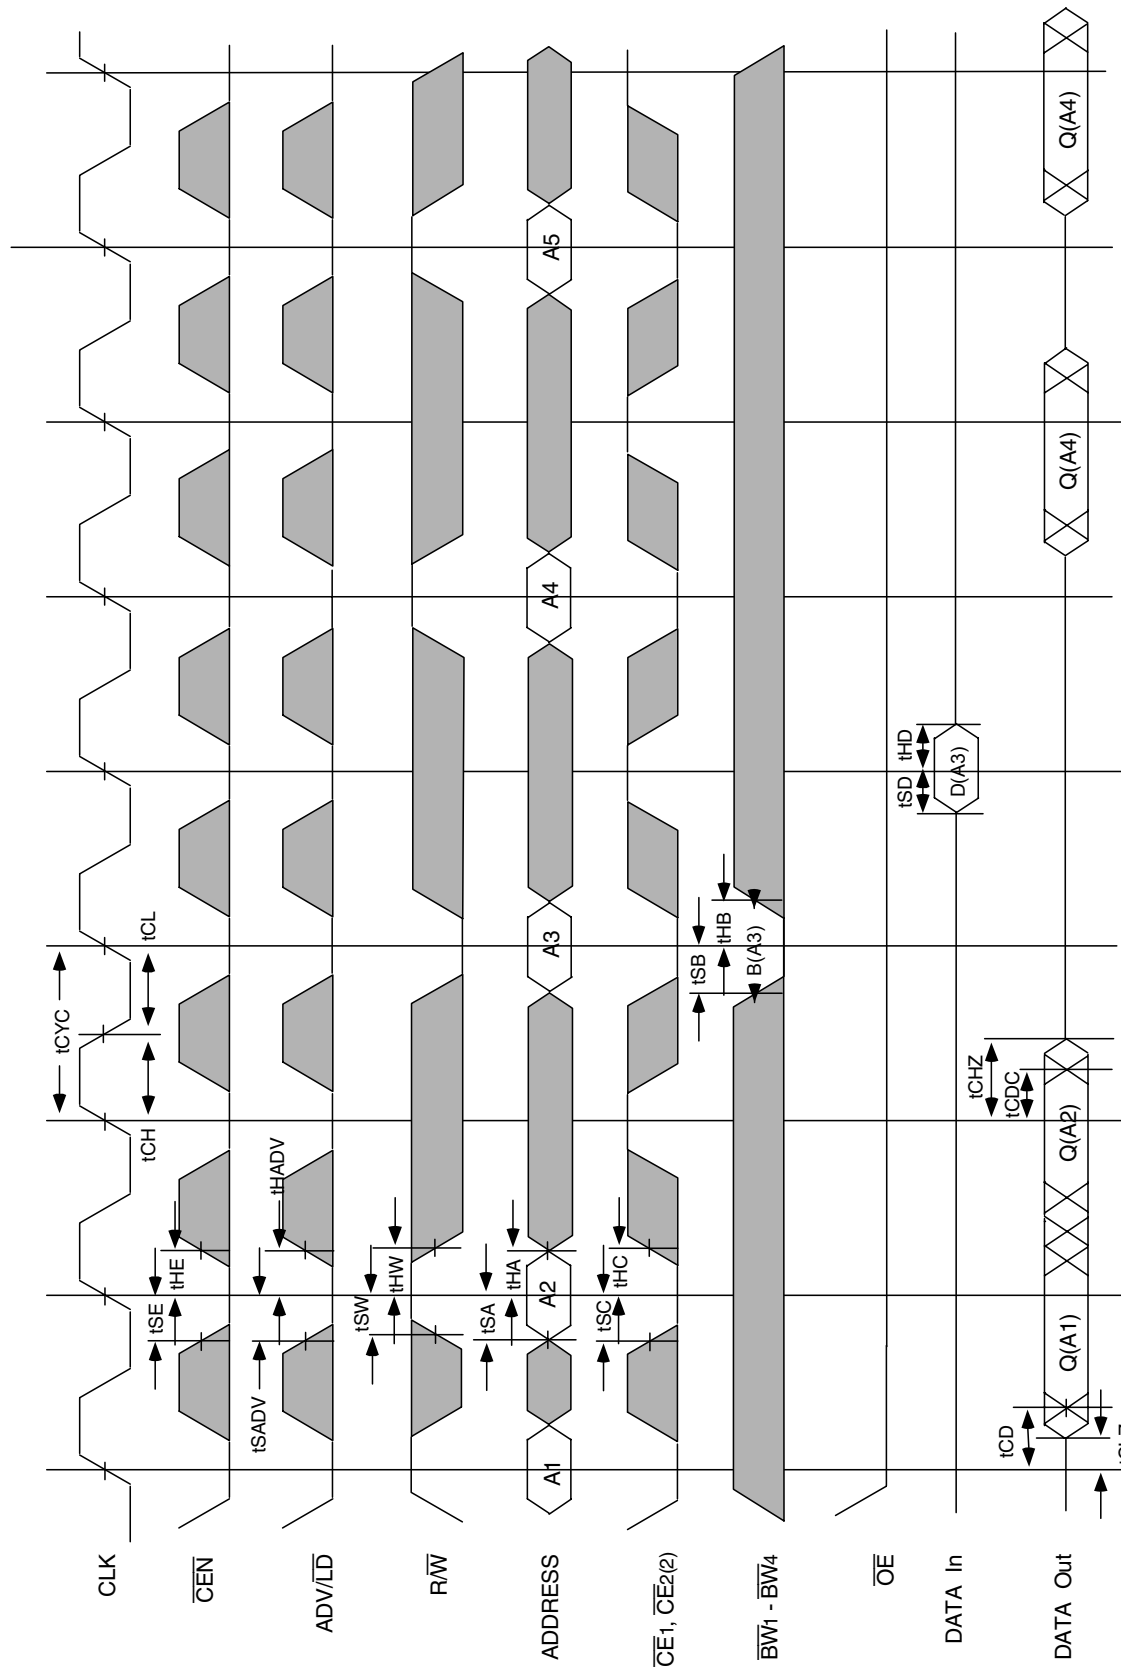 CLK
tCYC
tCH
tCL
CEN
tSE
tHE
ADV/LD
tSADV
tHADV
R/W
tSW
tHW
ADDRESS
A1
tSA
tHA
A2
A3
A4
A5
CE1, CE2(2)
tSC
tHC
BW1 - BW4
tSB
tHB
B(A3)
OE
DATA In
tSD
tHD
D(A3)
DATA Out
tCD
Q(A1)
Q(A2)
tCHZ
tCDC
Q(A4)
Q(A4)